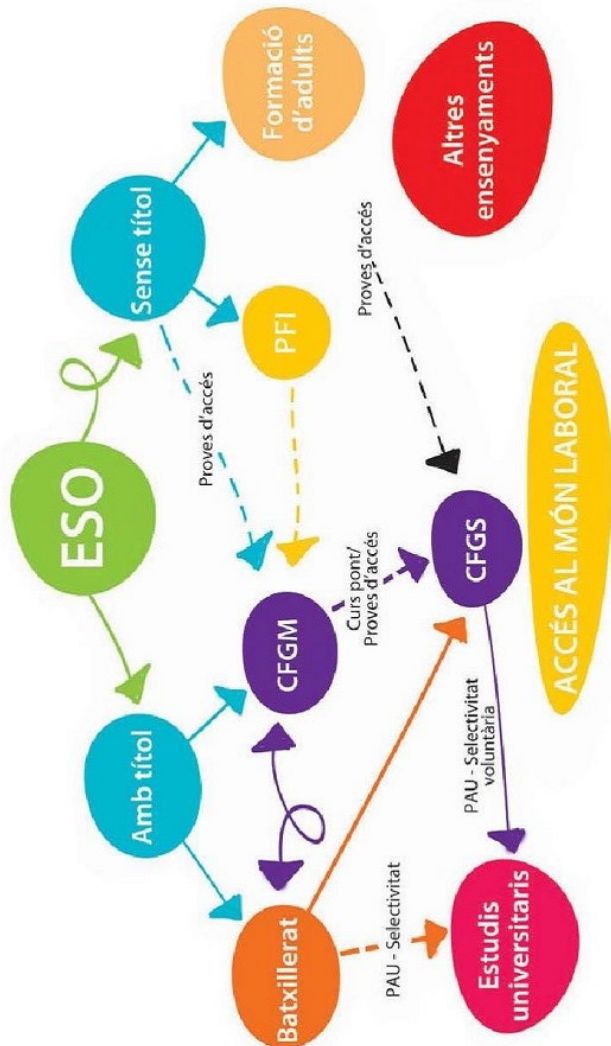 ESO
Amb títol
Sense títol
Batxillerat
CFGM
Proves d'accés
PFI
Formació
d'adults
PAU - Selectivitat
Curs pont/
Proves d'accés
Proves d'accés
Estudis
universitaris
PAU - Selectivitat
voluntària
CFGS
Altres
ensenyaments
ACCÉS AL MÓN LABORAL